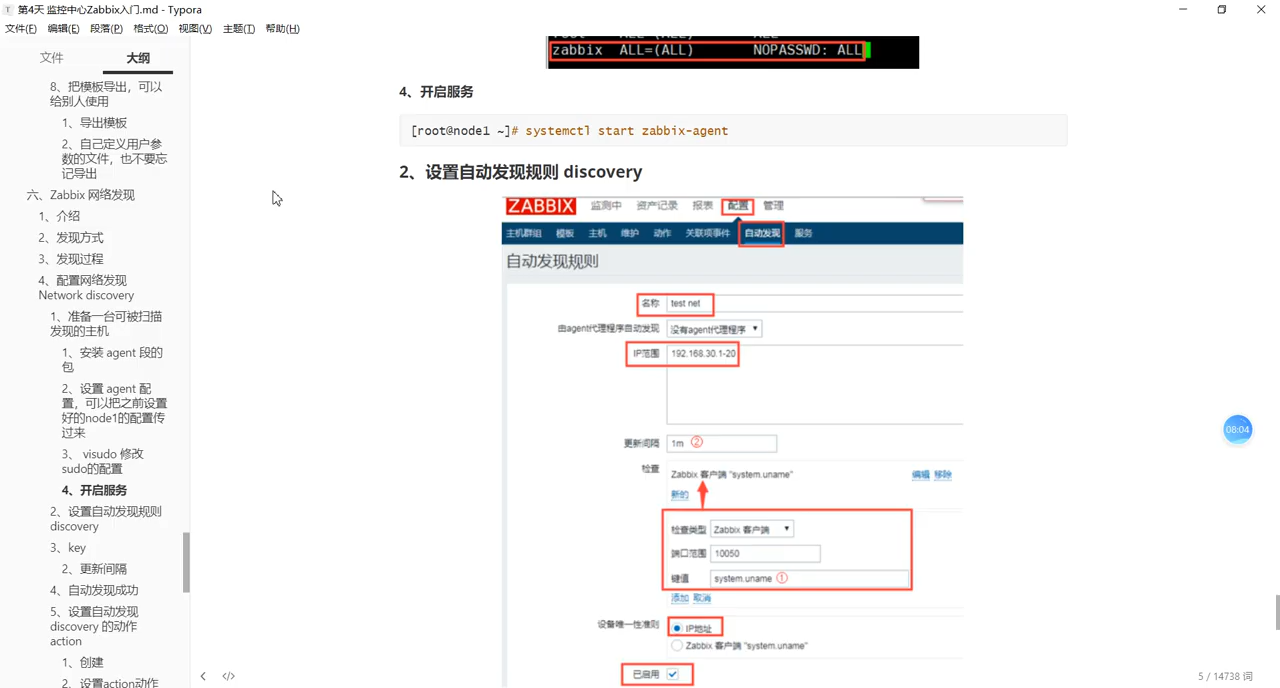 第4天 监控中心Zabbix入门.md - Typora
文件(F) 编辑(E) 段落(P) 格式(O) 视图(V) 主题(T) 帮助(H)
文件 大纲
8、把模板导出，可以
给别人使用
1、导出模板
2、自己定义用户参
数的文件，也不要忘
记导出
六、Zabbix 网络发现
1、介绍
2、发现方式
3、发现过程
4、配置网络发现
Network discovery
1、准备一台可被扫描
发现的主机
1、安装 agent 段的
包
2、设置 agent 配
置，可以把之前设置
好的node1的配置传
过来
3、 visudo 修改
sudo的配置
4、开启服务
2、设置自动发现规则
discovery
3、key
2、更新间隔
4、自动发现成功
5、设置自动发现
discovery 的动作
action
1、创建
2、设置action动作
zabbix ALL=(ALL) NOPASSWD: ALL
4、开启服务
[root@node1 ~]# systemctl start zabbix-agent
2、设置自动发现规则 discovery
ZABBIX 监测中 资产记录 报表 配置 管理
主机群组 模板 主机 维护 动作 关联项事件 自动发现 服务
自动发现规则
名称 test net
由agent代理程序自动发现 没有agent代理程序
IP范围 192.168.30.1-20
更新间隔 1m ②
检查 Zabbix 客户端 "system.uname" 编辑 移除
新的
检查类型 Zabbix 客户端
端口范围 10050
键值 system.uname ①
添加 取消
设备唯一性准则 IP地址
Zabbix 客户端 "system.uname"
已启用
08:04
5 / 14738 词